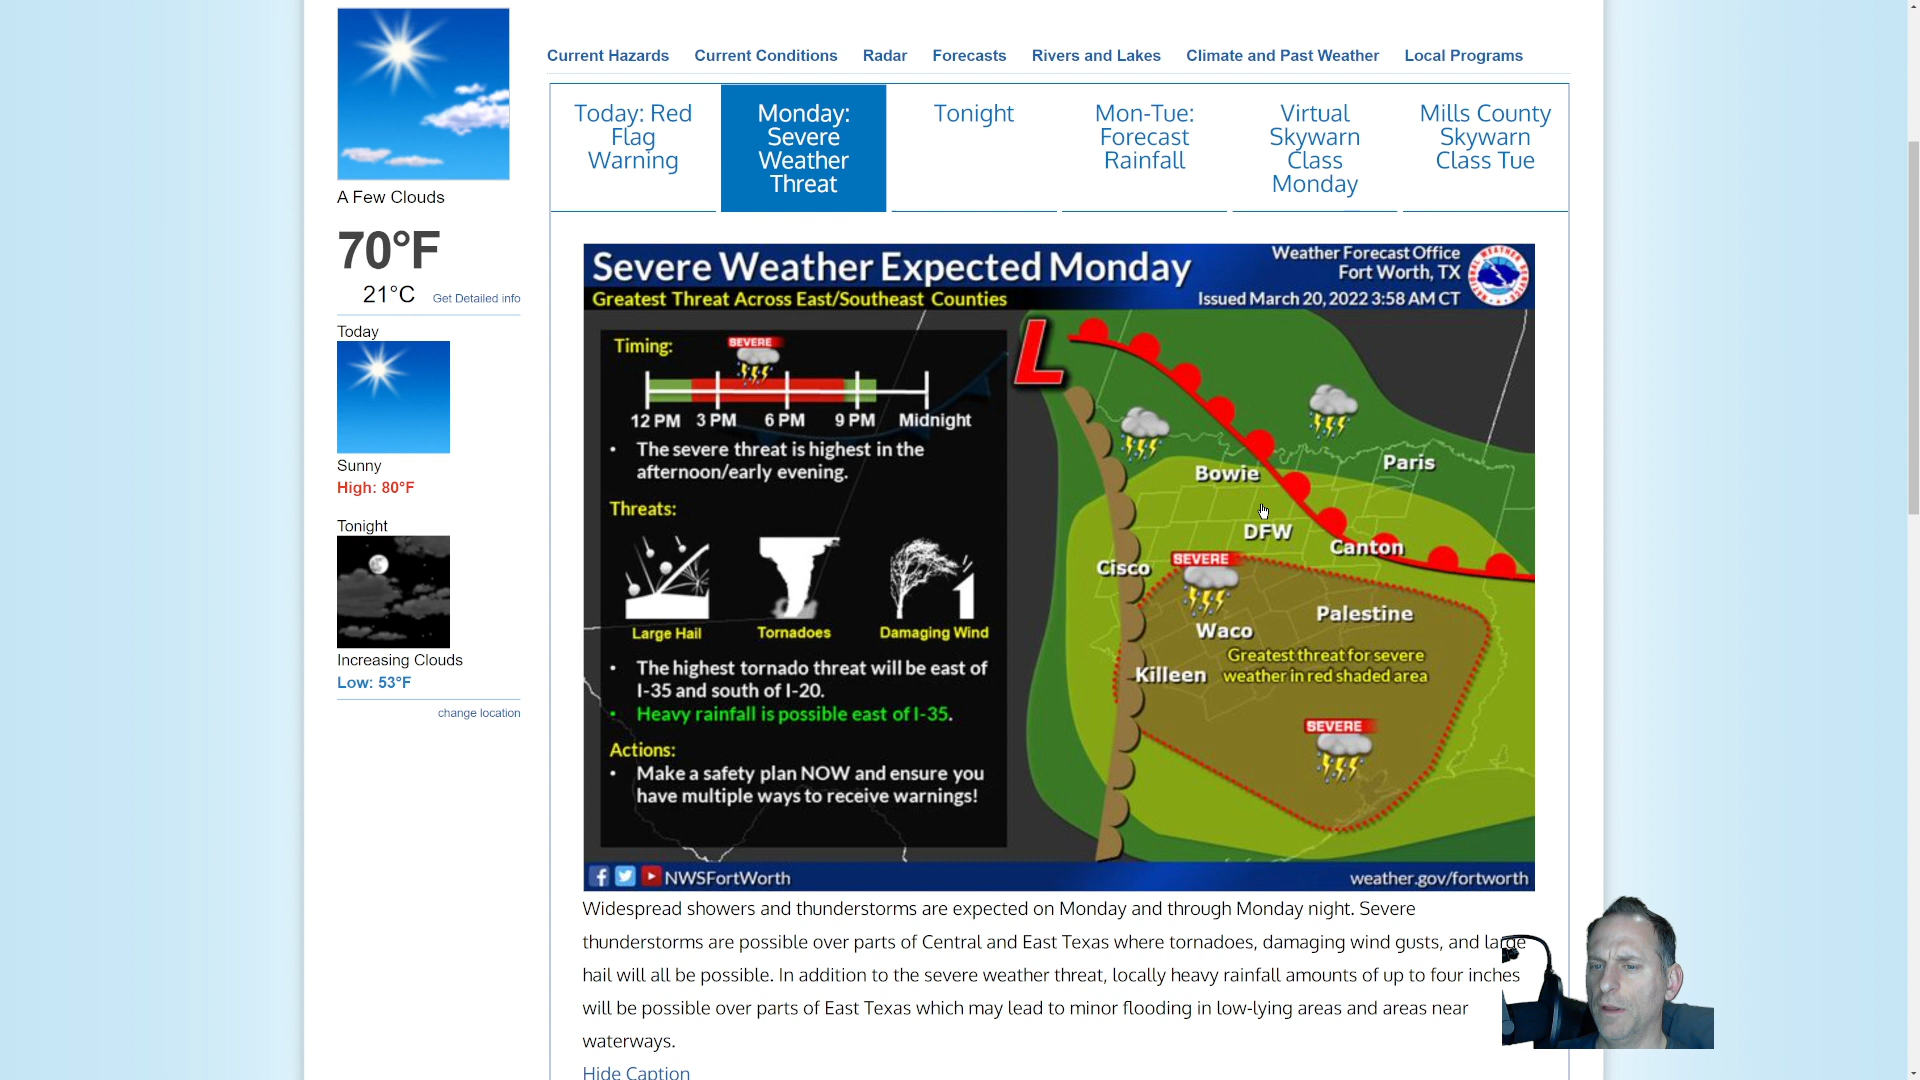 Current Hazards
Current Conditions
Radar
Forecasts
Rivers and Lakes
Climate and Past Weather
Local Programs
A Few Clouds
70°F
21°C
Get Detailed info
Today
Sunny
High: 80°F
Tonight
Increasing Clouds
Low: 53°F
change location
Today: Red
Flag
Warning
Monday:
Severe
Weather
Threat
Tonight
Mon-Tue:
Forecast
Rainfall
Virtual
Skywarn
Class
Monday
Mills County
Skywarn
Class Tue
Severe Weather Expected Monday
Greatest Threat Across East/Southeast Counties
Weather Forecast Office
Fort Worth, TX
Issued March 20, 2022 3:58 AM CT
Timing:
SEVERE
12 PM 3 PM 6 PM 9 PM Midnight
• The severe threat is highest in the
afternoon/early evening.
Threats:
Large Hail
Tornadoes
Damaging Wind
• The highest tornado threat will be east of
I-35 and south of I-20.
• Heavy rainfall is possible east of I-35.
Actions:
• Make a safety plan NOW and ensure you
have multiple ways to receive warnings!
L
Bowie
Paris
DFW
Canton
Cisco
SEVERE
Palestine
Waco
Greatest threat for severe
weather in red shaded area
Killeen
SEVERE
NWSFortWorth
weather.gov/fortworth
Widespread showers and thunderstorms are expected on Monday and through Monday night. Severe
thunderstorms are possible over parts of Central and East Texas where tornadoes, damaging wind gusts, and large
hail will all be possible. In addition to the severe weather threat, locally heavy rainfall amounts of up to four inches
will be possible over parts of East Texas which may lead to minor flooding in low-lying areas and areas near
waterways.
Hide Caption